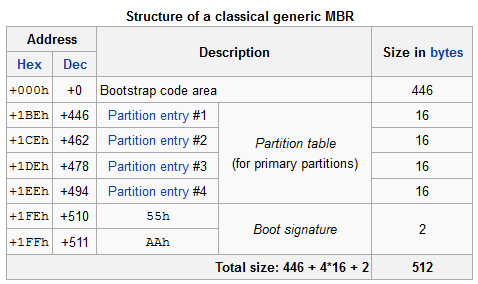 Structure of a classical generic MBR
Address Description Size in bytes
Hex Dec
+000h +0 Bootstrap code area 446
+1BEh +446 Partition entry #1 Partition table (for primary partitions) 16
+1CEh +462 Partition entry #2 16
+1DEh +478 Partition entry #3 16
+1EEh +494 Partition entry #4 16
+1FEh +510 55h Boot signature 2
+1FFh +511 AAh
Total size: 446 + 4*16 + 2 512